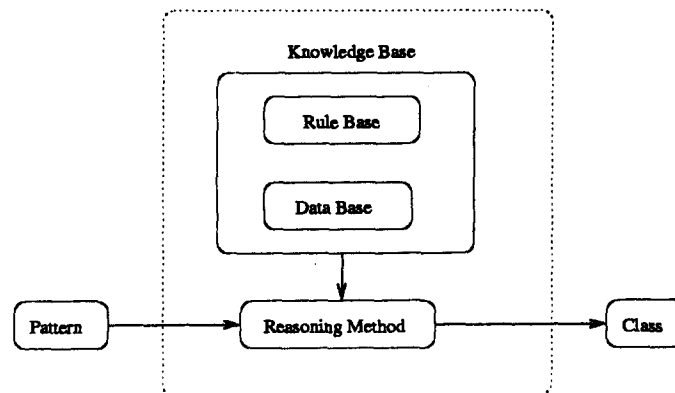 Knowledge Base
Rule Base
Data Base
Pattern
Reasoning Method
Class